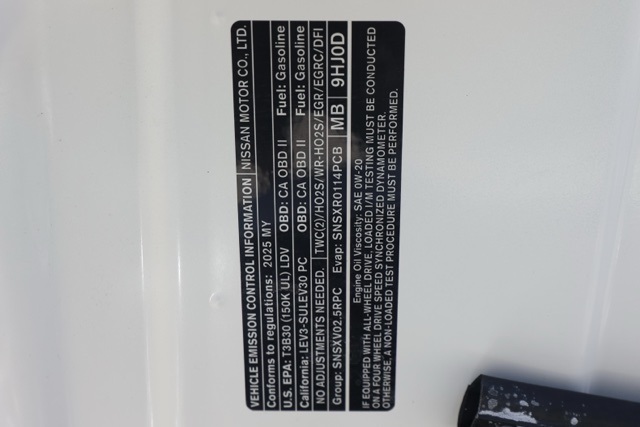 VEHICLE EMISSION CONTROL INFORMATION NISSAN MOTOR CO., LTD.
Conforms to regulations: 2025 MY
U.S. EPA: T3B30 (150K UL) LDV OBD: CA OBD II Fuel: Gasoline
California: LEV3-SULEV30 PC OBD: CA OBD II Fuel: Gasoline
NO ADJUSTMENTS NEEDED. TWC(2)/HO2S/WR-HO2S/EGR/EGRC/DFI
Group: SNSXV02.5RPC Evap: SNSXR0114PCB MB 9HJ0D
Engine Oil Viscosity: SAE 0W-20
IF EQUIPPED WITH ALL-WHEEL DRIVE, LOADED I/M TESTING MUST BE CONDUCTED
ON A FOUR WHEEL DRIVE SPEED SYNCHRONIZED DYNAMOMETER.
OTHERWISE, A NON-LOADED TEST PROCEDURE MUST BE PERFORMED.